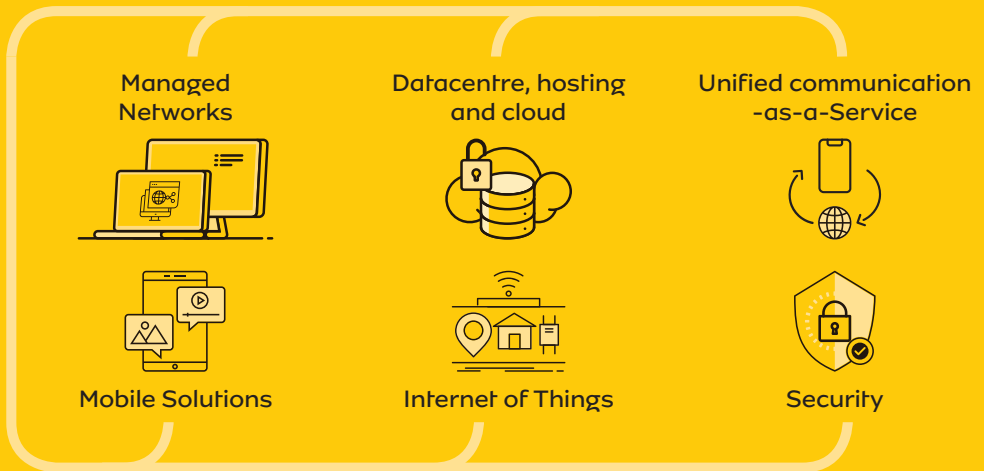 Managed
Networks
Datacentre, hosting
and cloud
Unified communication
-as-a-Service
Mobile Solutions
Internet of Things
Security